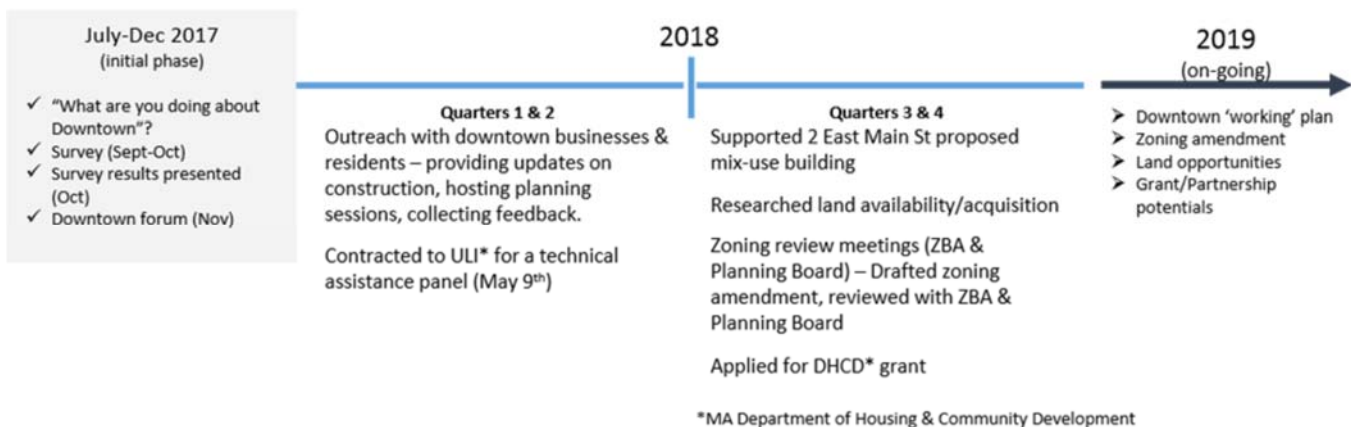 July-Dec 2017
(initial phase)
✓ "What are you doing about
Downtown"?
✓ Survey (Sept-Oct)
✓ Survey results presented
(Oct)
✓ Downtown forum (Nov)
2018
Quarters 1 & 2
Outreach with downtown businesses &
residents – providing updates on
construction, hosting planning
sessions, collecting feedback.
Contracted to ULI* for a technical
assistance panel (May 9th)
Quarters 3 & 4
Supported 2 East Main St proposed
mix-use building
Researched land availability/acquisition
Zoning review meetings (ZBA &
Planning Board) – Drafted zoning
amendment, reviewed with ZBA &
Planning Board
Applied for DHCD* grant
*MA Department of Housing & Community Development
2019
(on-going)
➤ Downtown 'working' plan
➤ Zoning amendment
➤ Land opportunities
➤ Grant/Partnership
potentials